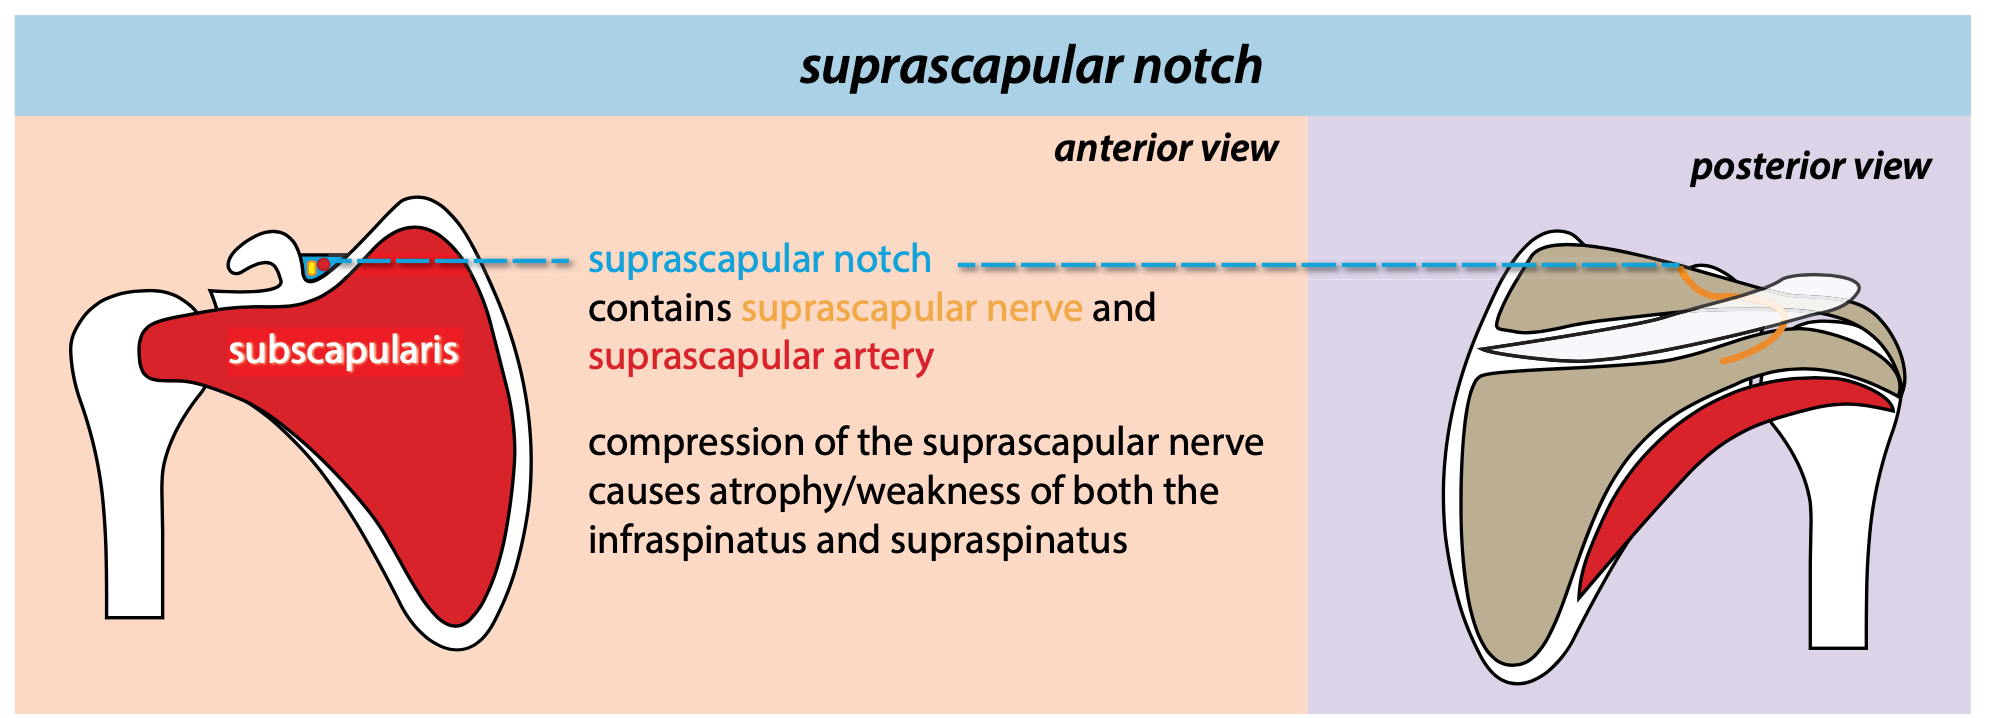 suprascapular notch
anterior view
posterior view
suprascapular notch
contains suprascapular nerve and
suprascapular artery
subscapularis
compression of the suprascapular nerve
causes atrophy/weakness of both the
infraspinatus and supraspinatus